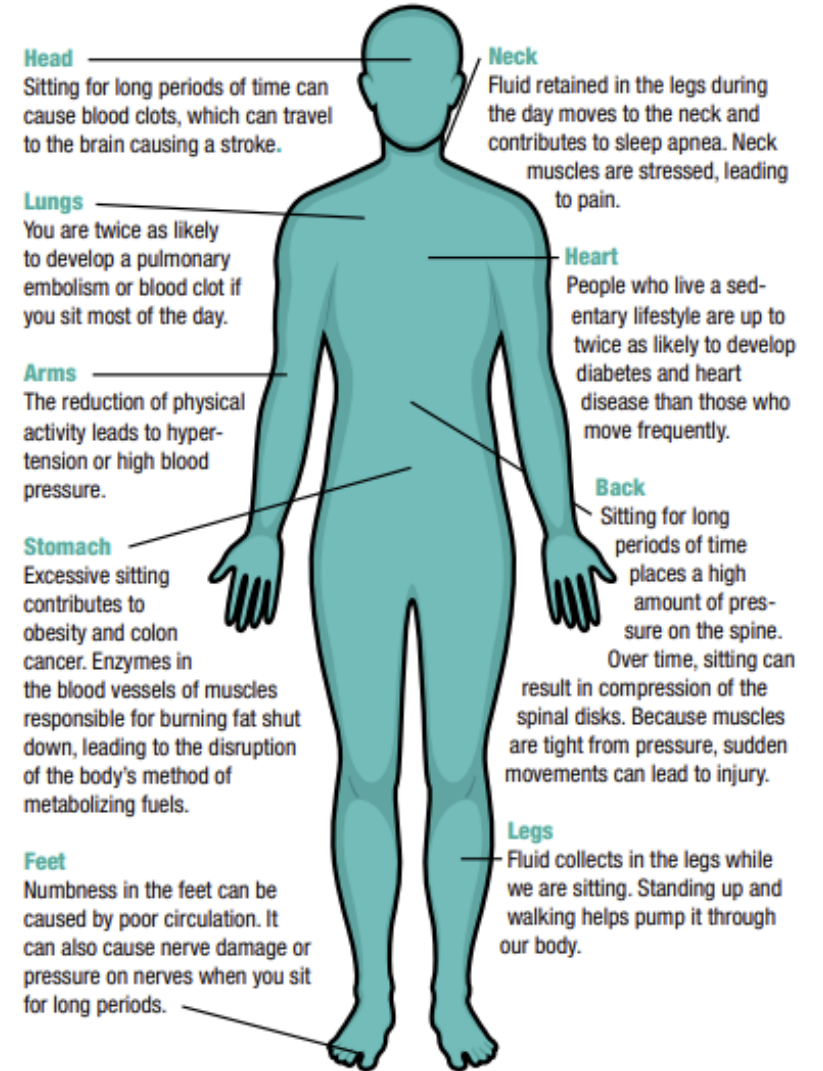 Head
Sitting for long periods of time can
cause blood clots, which can travel
to the brain causing a stroke.
Lungs
You are twice as likely
to develop a pulmonary
embolism or blood clot if
you sit most of the day.
Arms
The reduction of physical
activity leads to hyper-
tension or high blood
pressure.
Stomach
Excessive sitting
contributes to
obesity and colon
cancer. Enzymes in
the blood vessels of muscles
responsible for burning fat shut
down, leading to the disruption
of the body's method of
metabolizing fuels.
Feet
Numbness in the feet can be
caused by poor circulation. It
can also cause nerve damage or
pressure on nerves when you sit
for long periods.
Neck
Fluid retained in the legs during
the day moves to the neck and
contributes to sleep apnea. Neck
muscles are stressed, leading
to pain.
Heart
People who live a sed-
entary lifestyle are up to
twice as likely to develop
diabetes and heart
disease than those who
move frequently.
Back
Sitting for long
periods of time
places a high
amount of pres-
sure on the spine.
Over time, sitting can
result in compression of the
spinal disks. Because muscles
are tight from pressure, sudden
movements can lead to injury.
Legs
Fluid collects in the legs while
we are sitting. Standing up and
walking helps pump it through
our body.